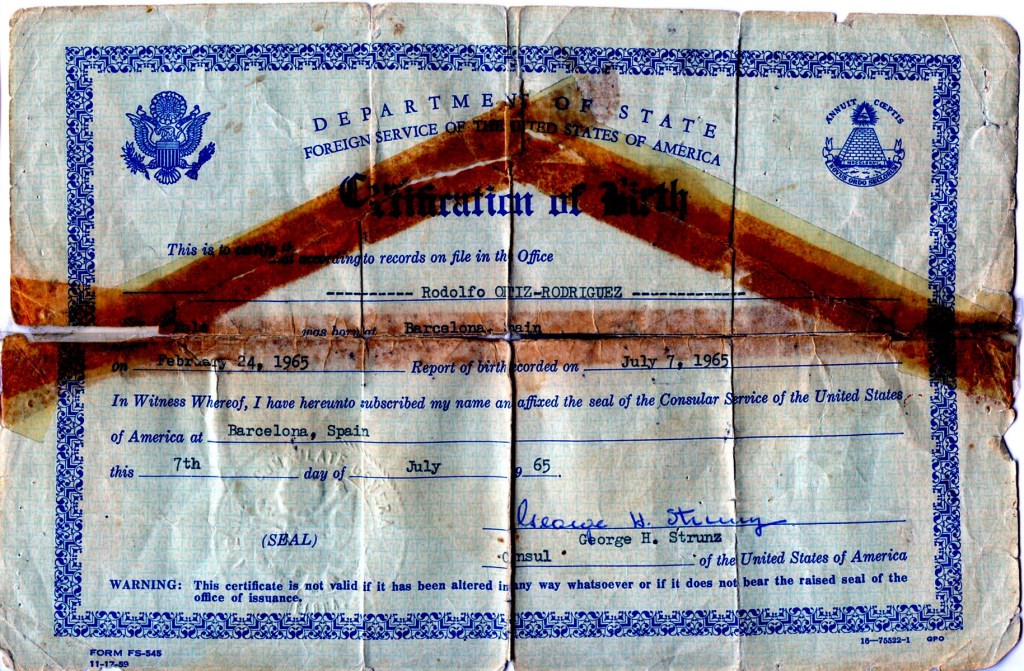 DEPARTMENT OF STATE
FOREIGN SERVICE OF THE UNITED STATES OF AMERICA
ANNUIT CŒPTIS
NOVUS ORDO SECLORUM
Certification of Birth
This is to certify that according to records on file in the Office
---------- Rodolfo ORTIZ-RODRIGUEZ ----------
Male was born at Barcelona, Spain
on February 24, 1965 Report of birth recorded on July 7, 1965
In Witness Whereof, I have hereunto subscribed my name and affixed the seal of the Consular Service of the United States
of America at Barcelona, Spain
this 7th day of July 1965.
George H. Strunz
George H. Strunz
(SEAL)
Consul of the United States of America
WARNING: This certificate is not valid if it has been altered in any way whatsoever or if it does not bear the raised seal of the
office of issuance.
FORM FS-545
11-17-59
16—75522-1 GPO